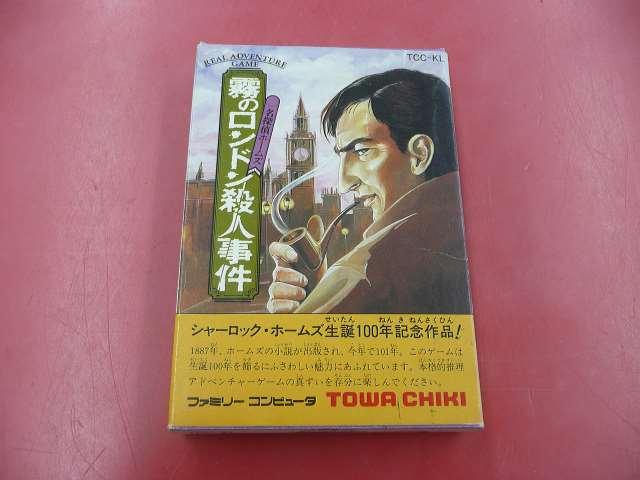 REAL ADVENTURE
GAME
TCC-KL
名探偵ホームズ
霧のロンドン殺人事件
シャーロック・ホームズ生誕100年記念作品!
1887年、ホームズの小説が出版され、今年で101年。このゲームは
生誕100年を飾るにふさわしい魅力にあふれています。本格的推理
アドベンチャーゲームの真ずいを存分に楽しんでください。
ファミリー コンピュータ TOWA CHIKI